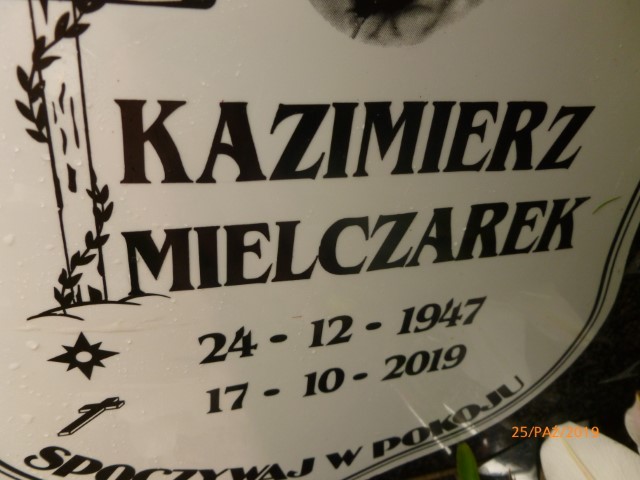 KAZIMIERZ
MIELCZAREK
24 - 12 - 1947
17 - 10 - 2019
SPOCZYWAJ W POKOJU
25/PAŹ/2019